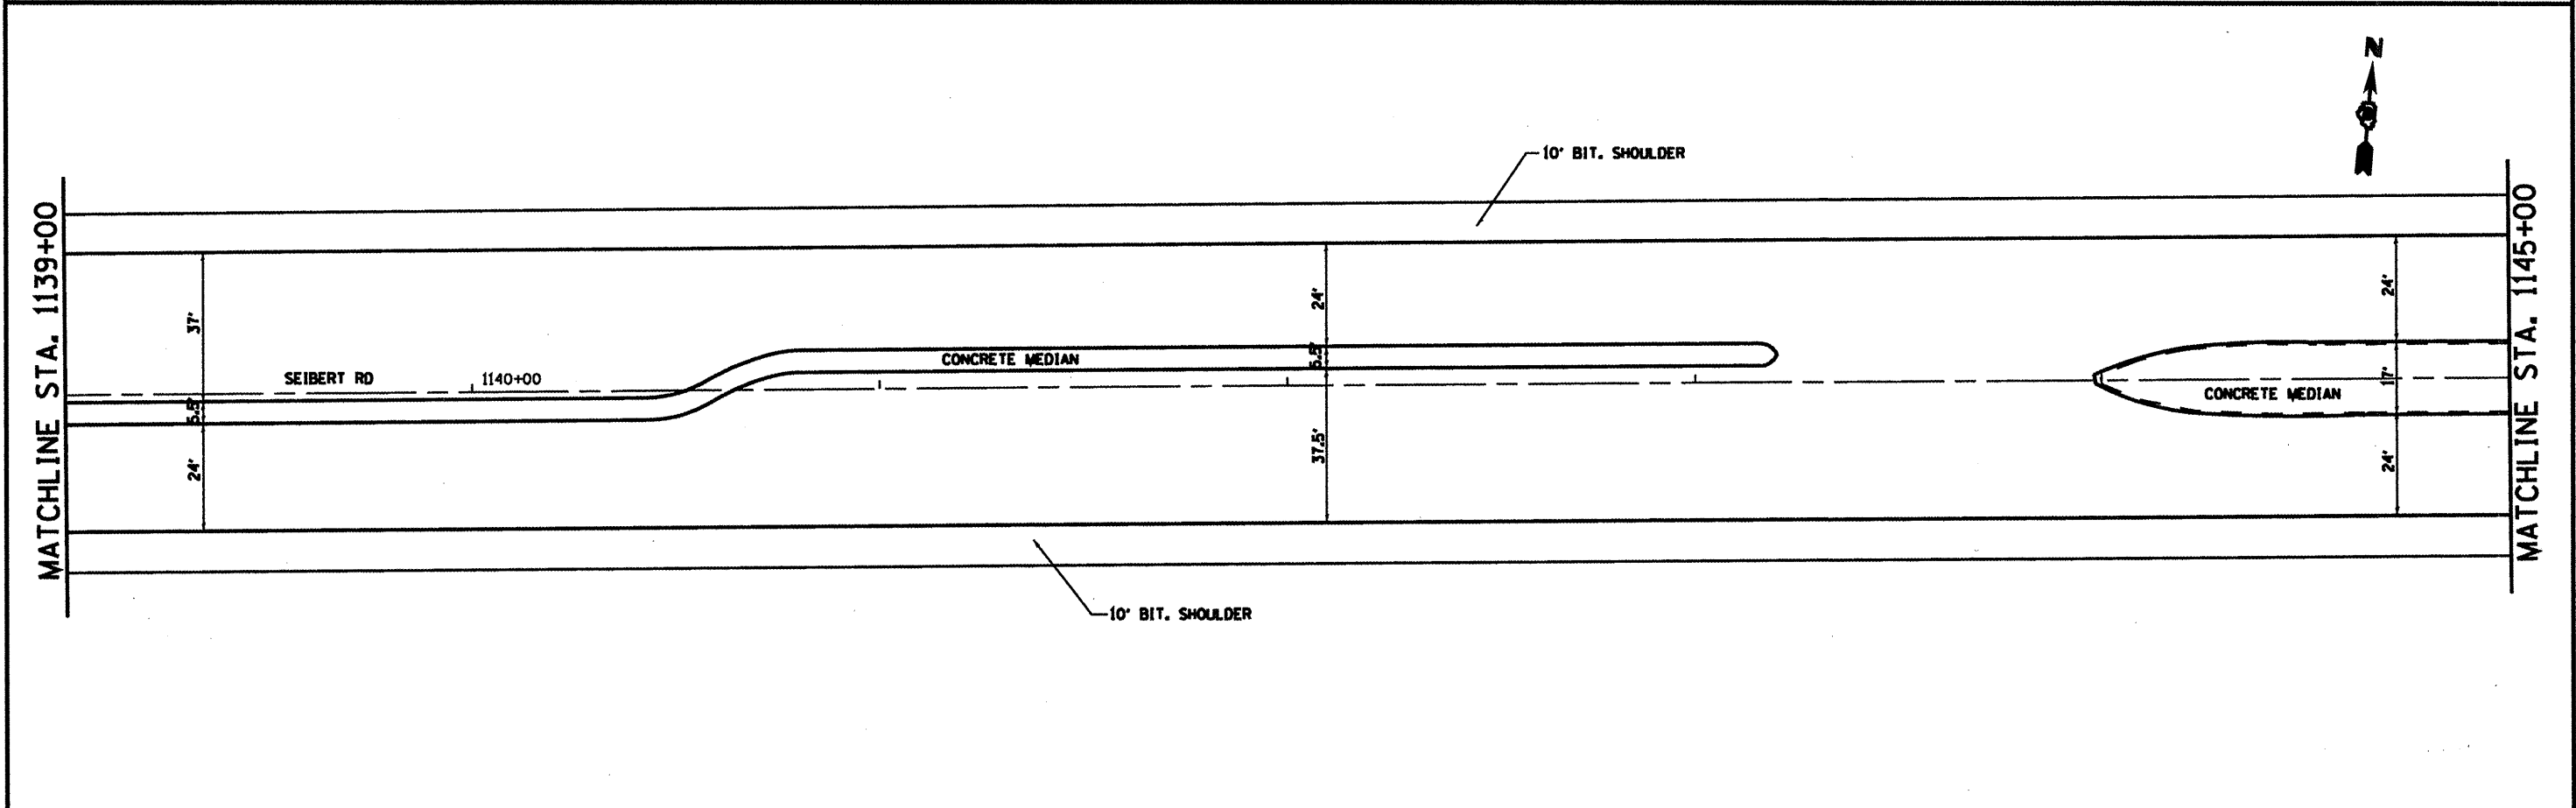 N
10' BIT. SHOULDER
MATCHLINE STA. 1139+00
MATCHLINE STA. 1145+00
37'
24'
24'
SEIBERT RD
1140+00
CONCRETE MEDIAN
5.5'
5.5'
17'
CONCRETE MEDIAN
24'
37.5'
24'
10' BIT. SHOULDER